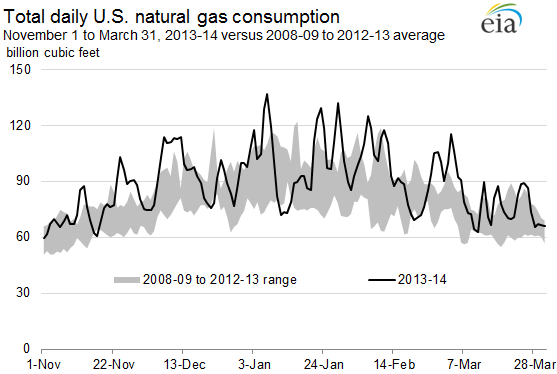 Total daily U.S. natural gas consumption
November 1 to March 31, 2013-14 versus 2008-09 to 2012-13 average
billion cubic feet
eia
150
120
90
60
30
0
2008-09 to 2012-13 range
2013-14
1-Nov 22-Nov 13-Dec 3-Jan 24-Jan 14-Feb 7-Mar 28-Mar